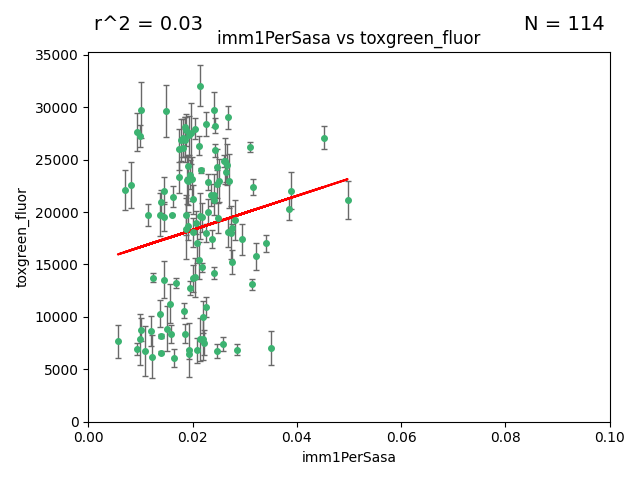 r^2 = 0.03
N = 114
imm1PerSasa vs toxgreen_fluor
35000
30000
25000
20000
15000
10000
5000
0
toxgreen_fluor
0.00
0.02
0.04
0.06
0.08
0.10
imm1PerSasa